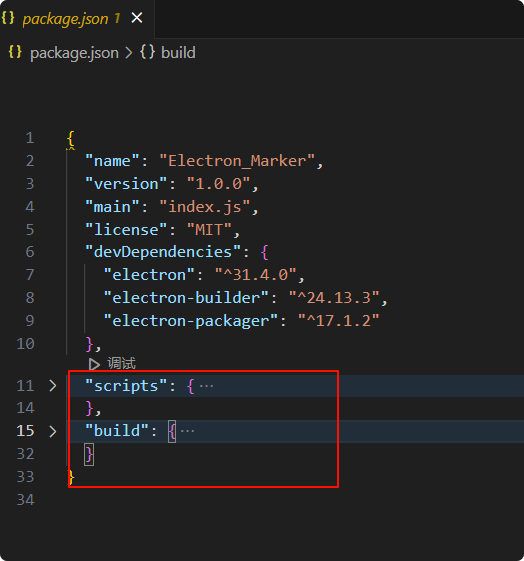 {} package.json 1 ×
{} package.json > {} build
1 {
2 "name": "Electron_Marker",
3 "version": "1.0.0",
4 "main": "index.js",
5 "license": "MIT",
6 "devDependencies": {
7 "electron": "^31.4.0",
8 "electron-builder": "^24.13.3",
9 "electron-packager": "^17.1.2"
10 },
调试
11 "scripts": { ···
14 },
15 "build": { ···
32 }
33 }
34